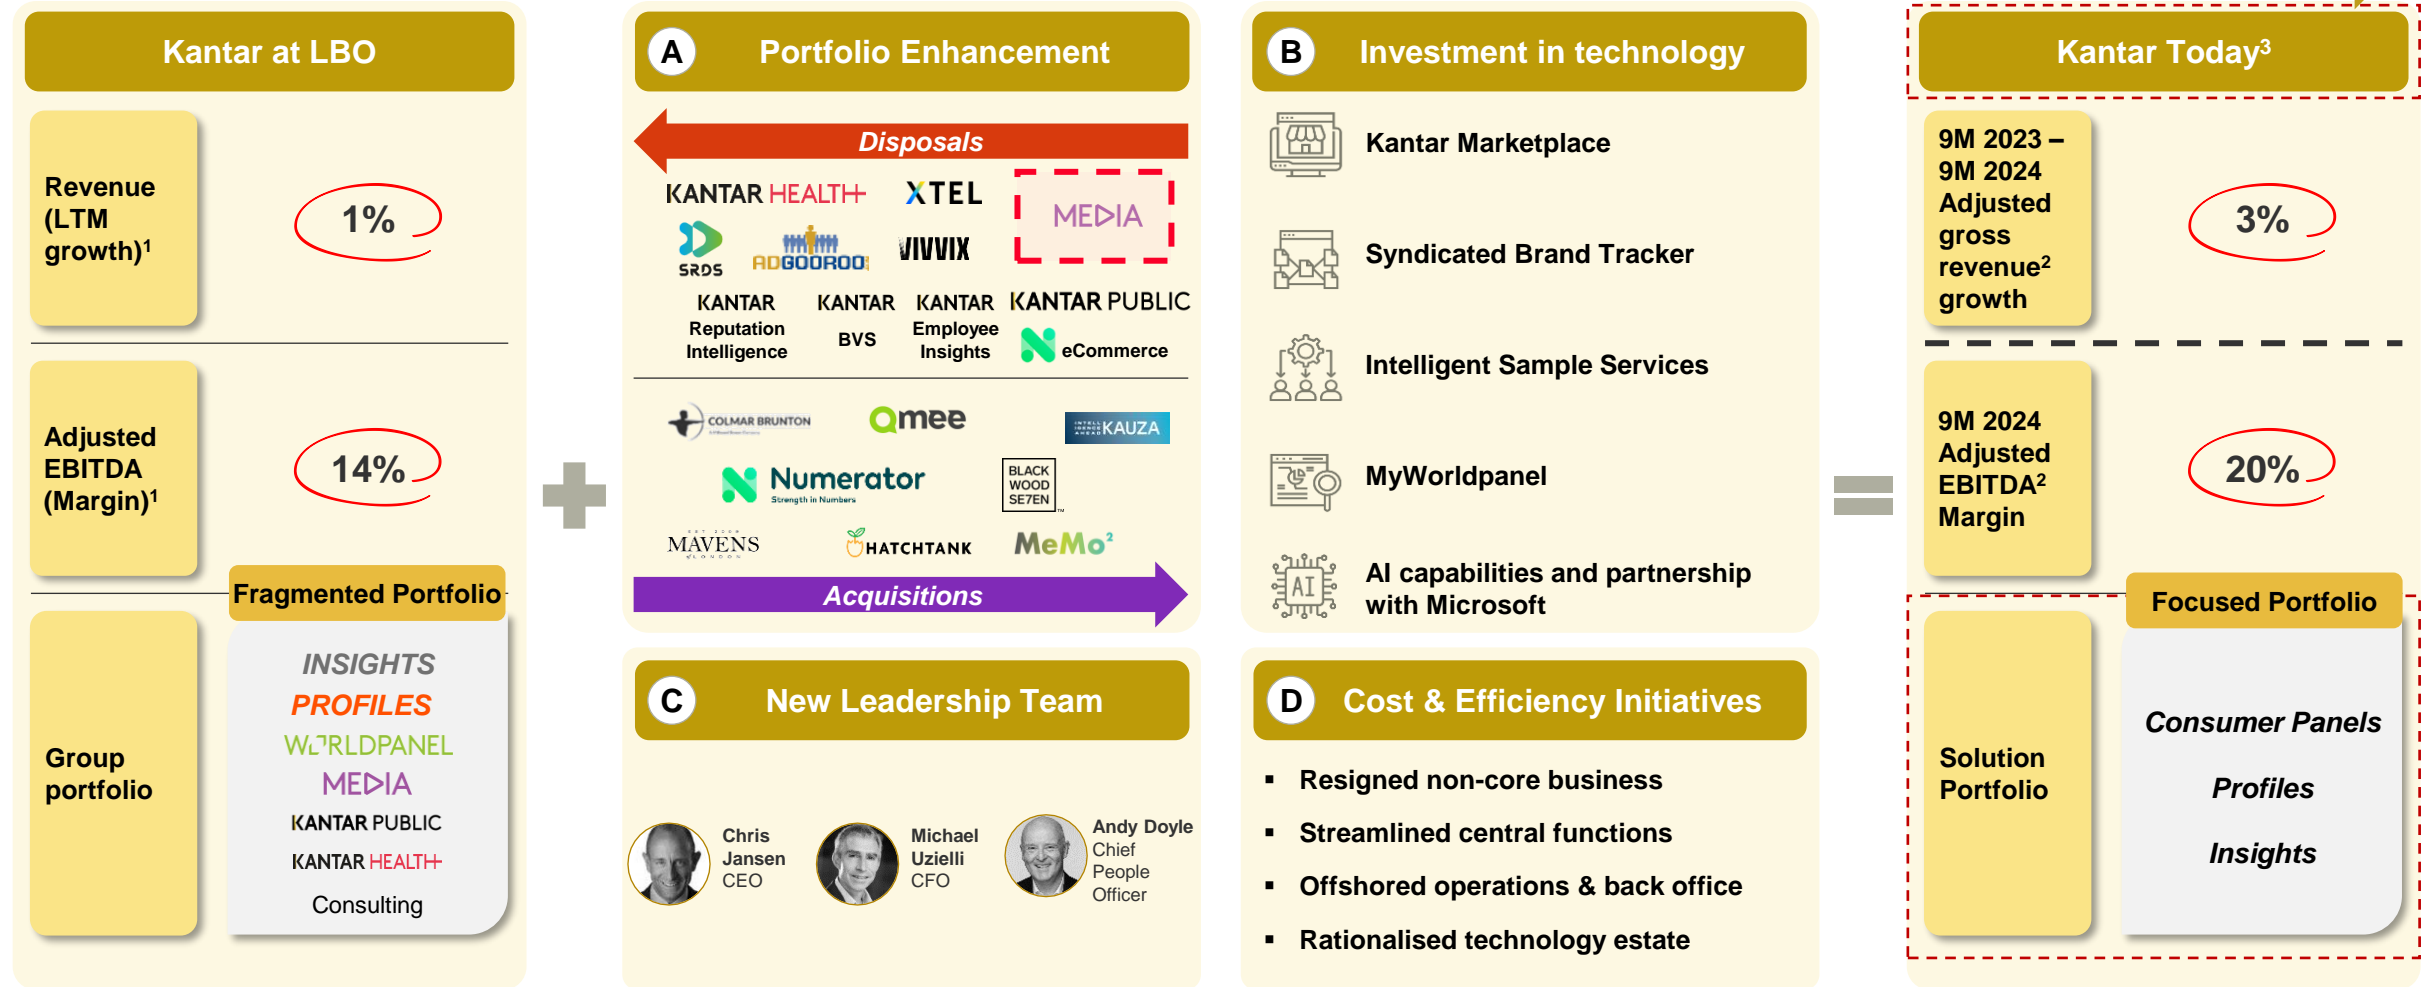 Kantar at LBO
Revenue
(LTM
growth)1
1%
Adjusted
EBITDA
(Margin)1
14%
Group
portfolio
Fragmented Portfolio
INSIGHTS
PROFILES
WORLDPANEL
MEDIA
KANTAR PUBLIC
KANTAR HEALTH
Consulting
A
Portfolio Enhancement
Disposals
KANTAR HEALTH
XTEL
MEDIA
SRDS
ADGOOROO
VIVVIX
KANTAR
Reputation
Intelligence
KANTAR
BVS
KANTAR
Employee
Insights
KANTAR PUBLIC
N eCommerce
COLMAR BRUNTON
Qmee
INTELLIGENCE AHEAD KAUZA
N Numerator
Strength in Numbers
BLACK
WOOD
SE7EN
TM
EST 2008
MAVENS
of LONDON
HATCHTANK
MeMo2
Acquisitions
B
Investment in technology
Kantar Marketplace
Syndicated Brand Tracker
Intelligent Sample Services
MyWorldpanel
AI
AI capabilities and partnership
with Microsoft
C
New Leadership Team
Chris
Jansen
CEO
Michael
Uzielli
CFO
Andy Doyle
Chief
People
Officer
D
Cost & Efficiency Initiatives
▪ Resigned non-core business
▪ Streamlined central functions
▪ Offshored operations & back office
▪ Rationalised technology estate
Kantar Today3
9M 2023 –
9M 2024
Adjusted
gross
revenue2
growth
3%
9M 2024
Adjusted
EBITDA2
Margin
20%
Solution
Portfolio
Focused Portfolio
Consumer Panels
Profiles
Insights